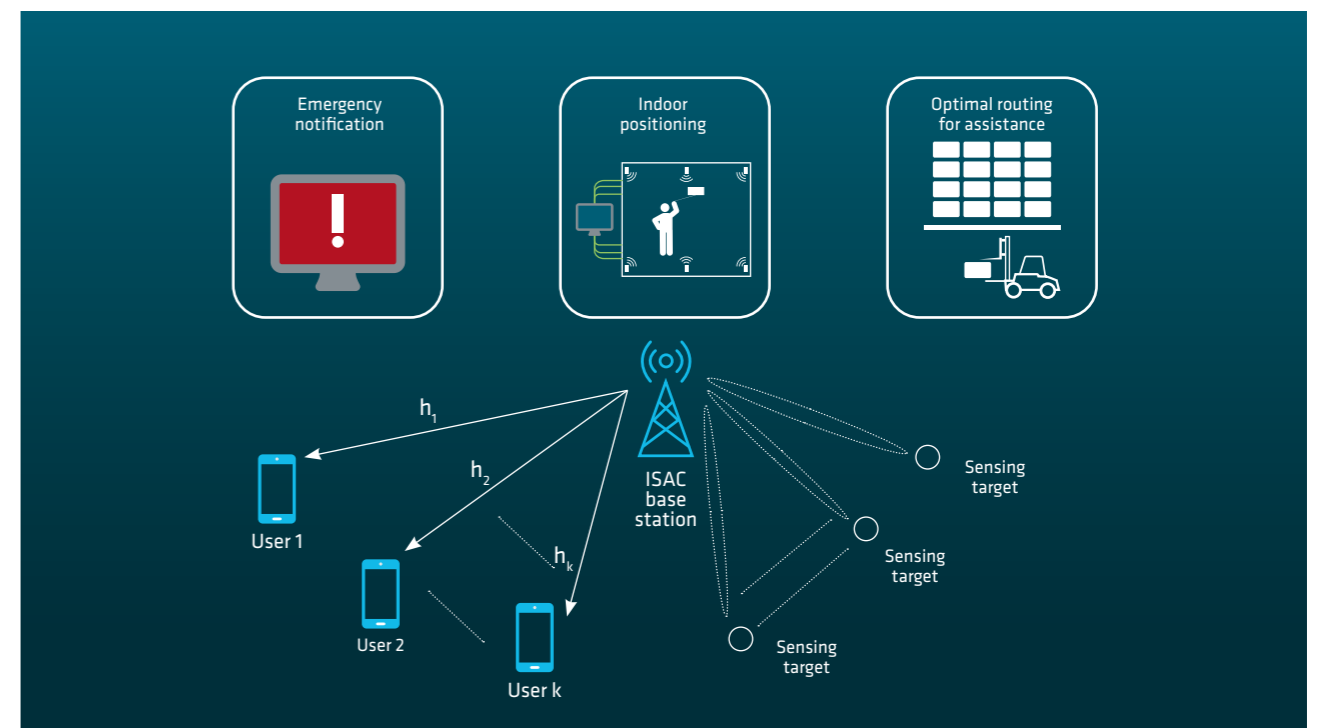 Emergency
notification
Indoor
positioning
Optimal routing
for assistance
h₁
h₂
hₖ
ISAC
base
station
User 1
User 2
User k
Sensing
target
Sensing
target
Sensing
target